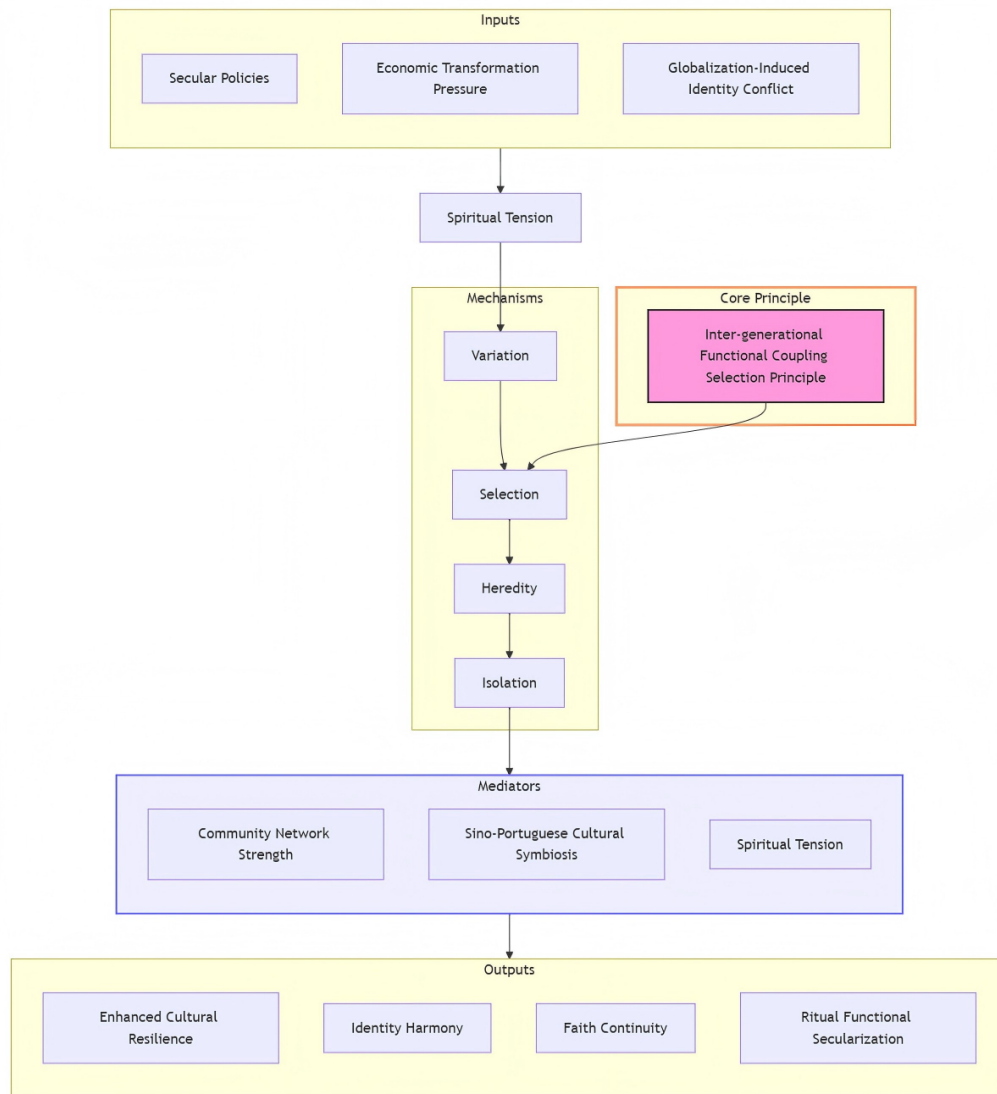 Inputs
Secular Policies
Economic Transformation
Pressure
Globalization-Induced
Identity Conflict
Spiritual Tension
Mechanisms
Variation
Core Principle
Inter-generational
Functional Coupling
Selection Principle
Selection
Heredity
Isolation
Mediators
Community Network
Strength
Sino-Portuguese Cultural
Symbiosis
Spiritual Tension
Outputs
Enhanced Cultural
Resilience
Identity Harmony
Faith Continuity
Ritual Functional
Secularization